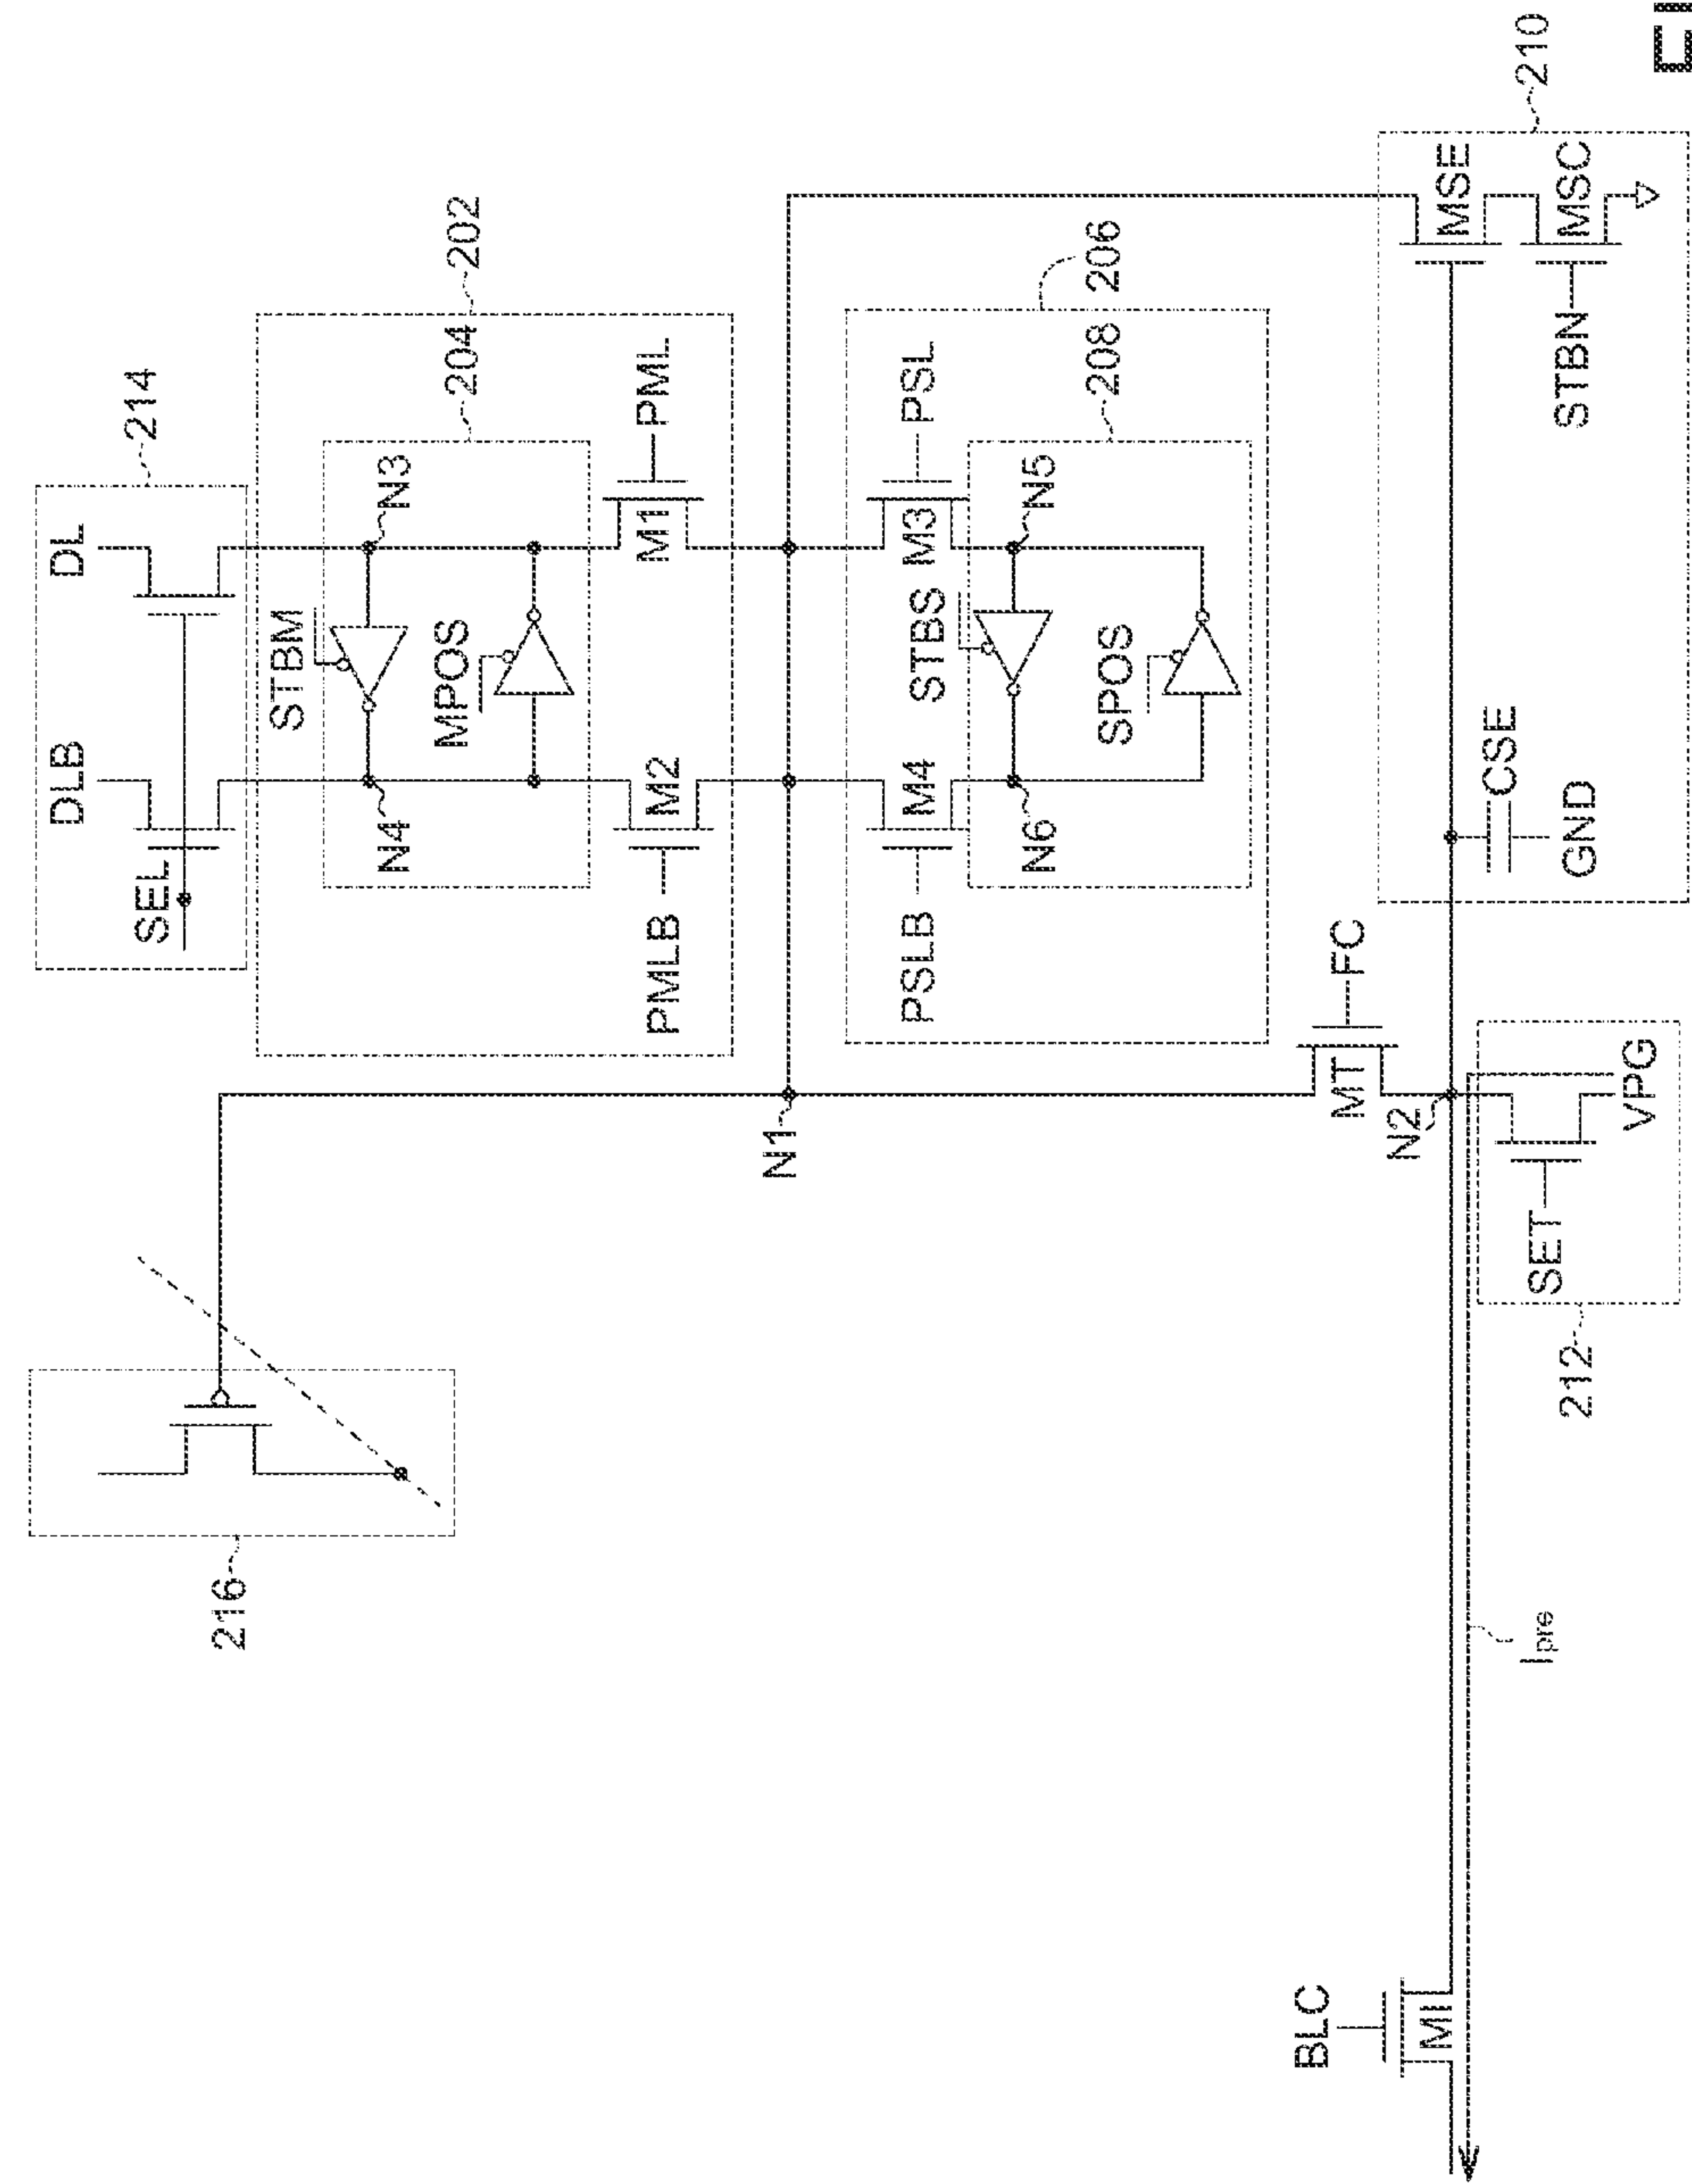 DLB
DL
214
SEL
202
204
STBM
N3
N4
MPOS
PMLB
M2
M1
PML
216
N1
206
208
PSLB
M4
M3
PSL
STBS
N5
N6
SPOS
MT
FC
210
BLC
MI
N2
CSE
GND
MSE
STBN
MSC
Ipre
SET
VPG
212